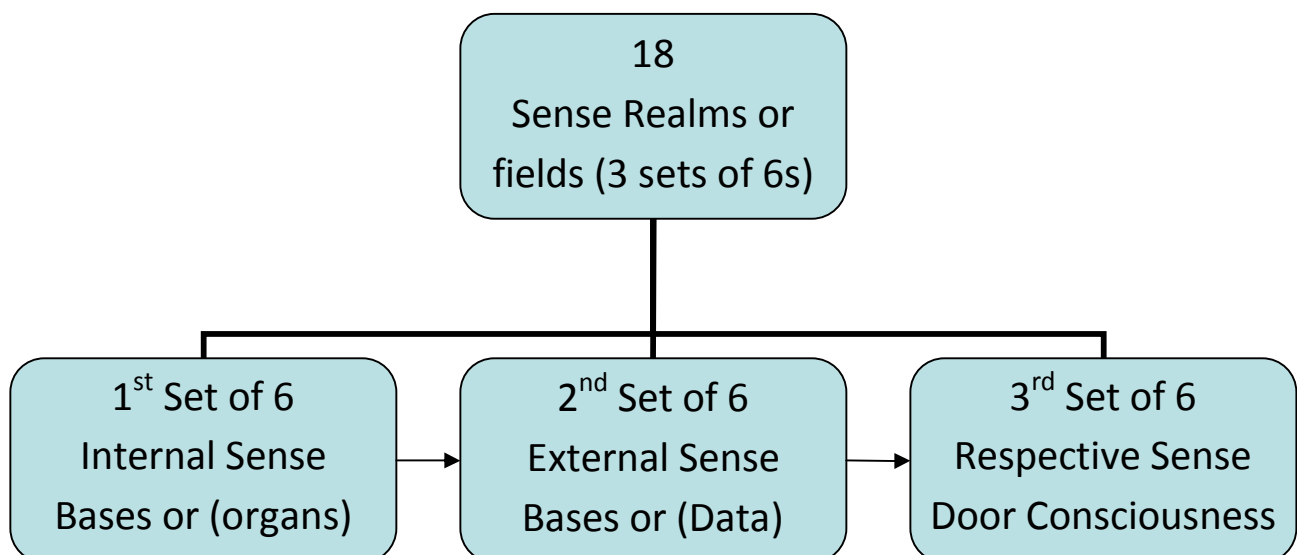 18
Sense Realms or
fields (3 sets of 6s)
1st Set of 6
Internal Sense
Bases or (organs)
2nd Set of 6
External Sense
Bases or (Data)
3rd Set of 6
Respective Sense
Door Consciousness